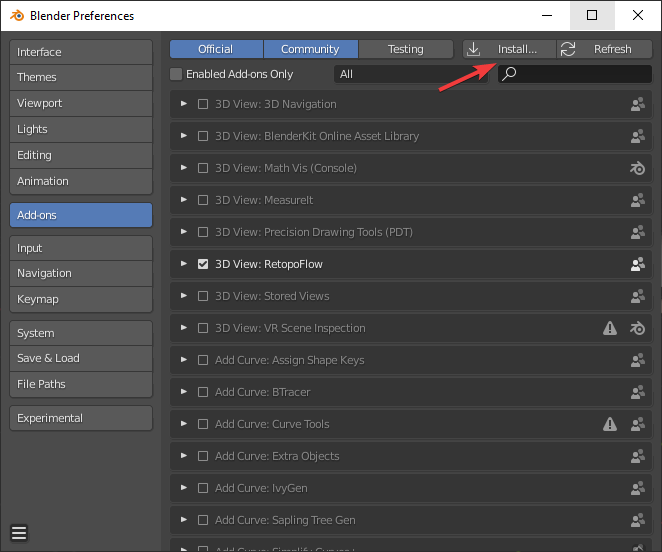 Blender Preferences
Interface
Themes
Viewport
Lights
Editing
Animation
Add-ons
Input
Navigation
Keymap
System
Save & Load
File Paths
Experimental
Official Community Testing Install... Refresh
Enabled Add-ons Only All
3D View: 3D Navigation
3D View: BlenderKit Online Asset Library
3D View: Math Vis (Console)
3D View: MeasureIt
3D View: Precision Drawing Tools (PDT)
3D View: RetopoFlow
3D View: Stored Views
3D View: VR Scene Inspection
Add Curve: Assign Shape Keys
Add Curve: BTracer
Add Curve: Curve Tools
Add Curve: Extra Objects
Add Curve: IvyGen
Add Curve: Sapling Tree Gen
Add Curve: Simplify Curves